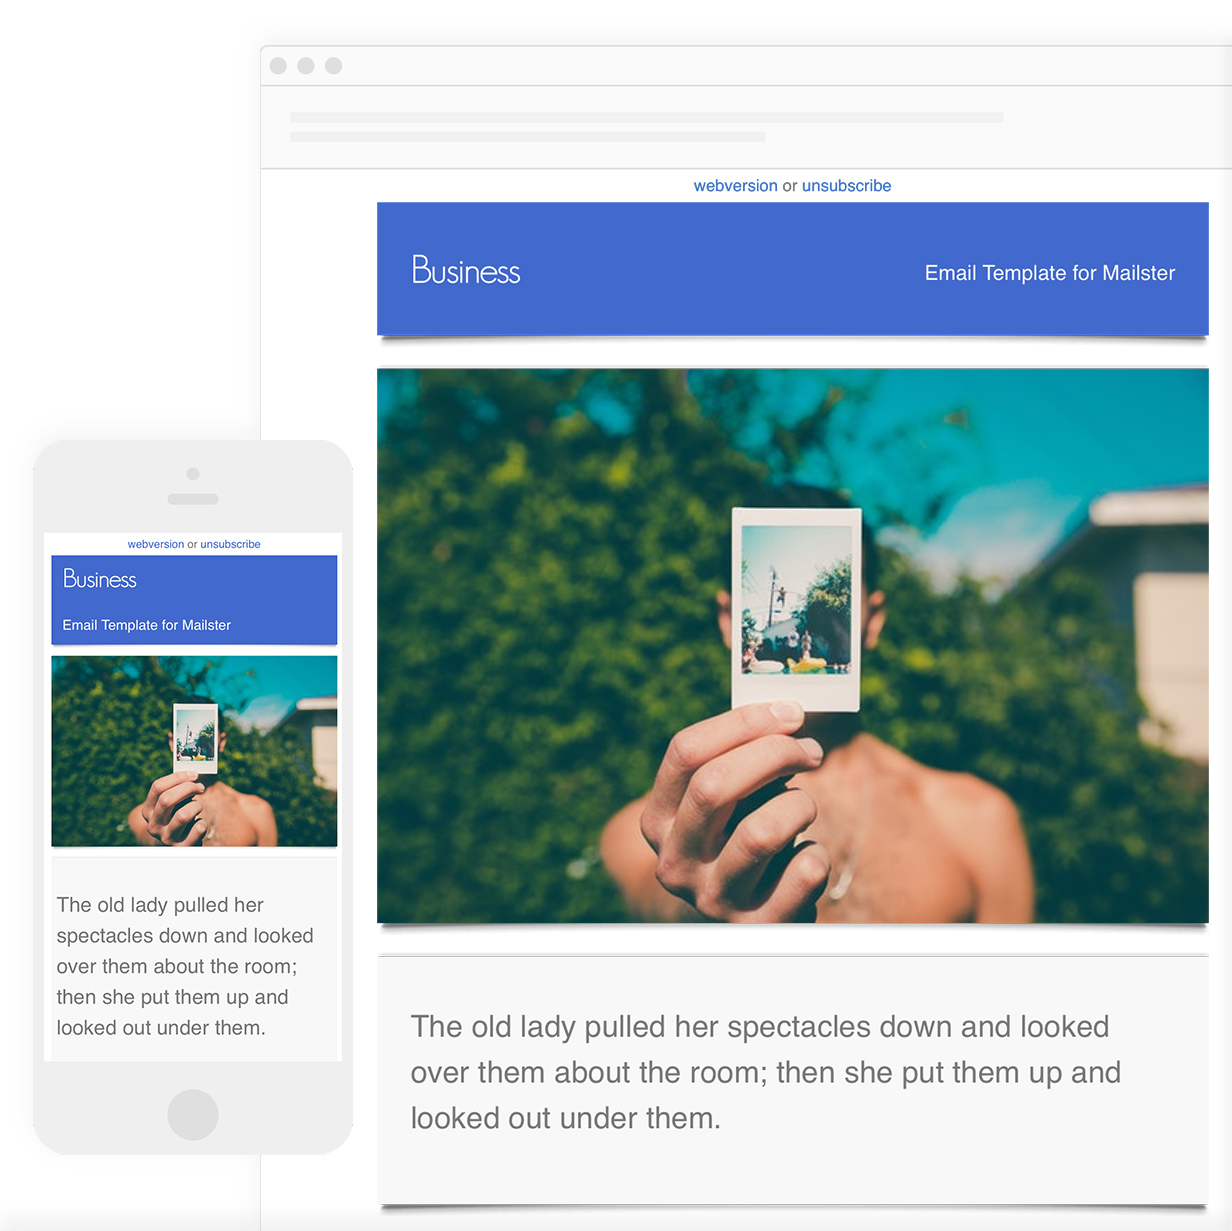 webversion or unsubscribe
Business
Email Template for Mailster
The old lady pulled her spectacles down and looked
over them about the room; then she put them up and
looked out under them.
webversion or unsubscribe
Business
Email Template for Mailster
The old lady pulled her
spectacles down and looked
over them about the room;
then she put them up and
looked out under them.